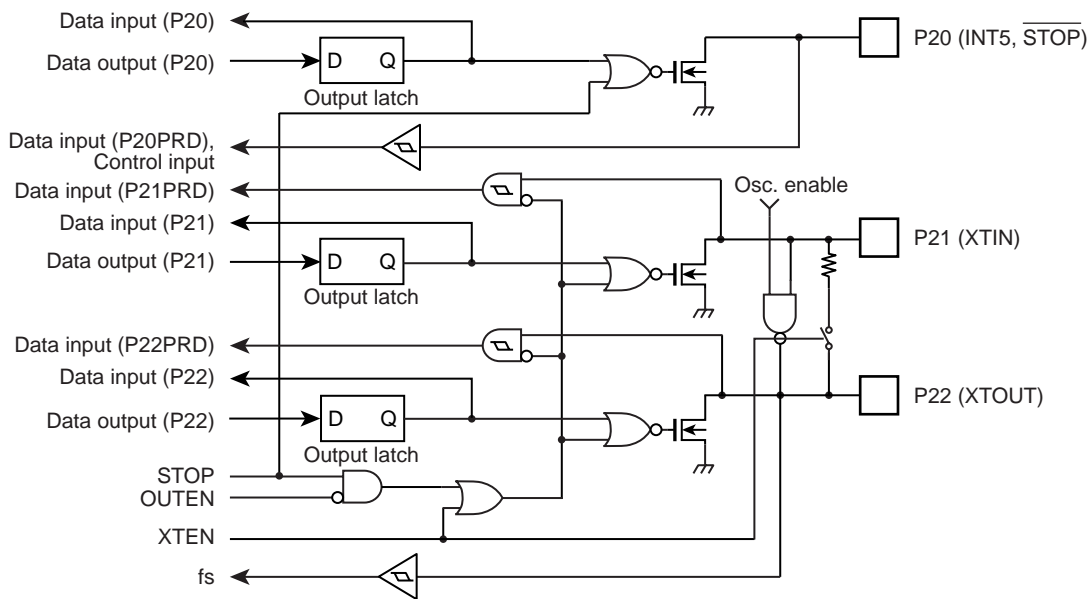 Data input (P20)
Data output (P20)
D Q
Output latch
P20 (INT5, S̅T̅O̅P̅)
Data input (P20PRD),
Control input
Data input (P21PRD)
Osc. enable
Data input (P21)
P21 (XTIN)
Data output (P21)
D Q
Output latch
Data input (P22PRD)
Data input (P22)
P22 (XTOUT)
Data output (P22)
D Q
Output latch
STOP
OUTEN
XTEN
fs